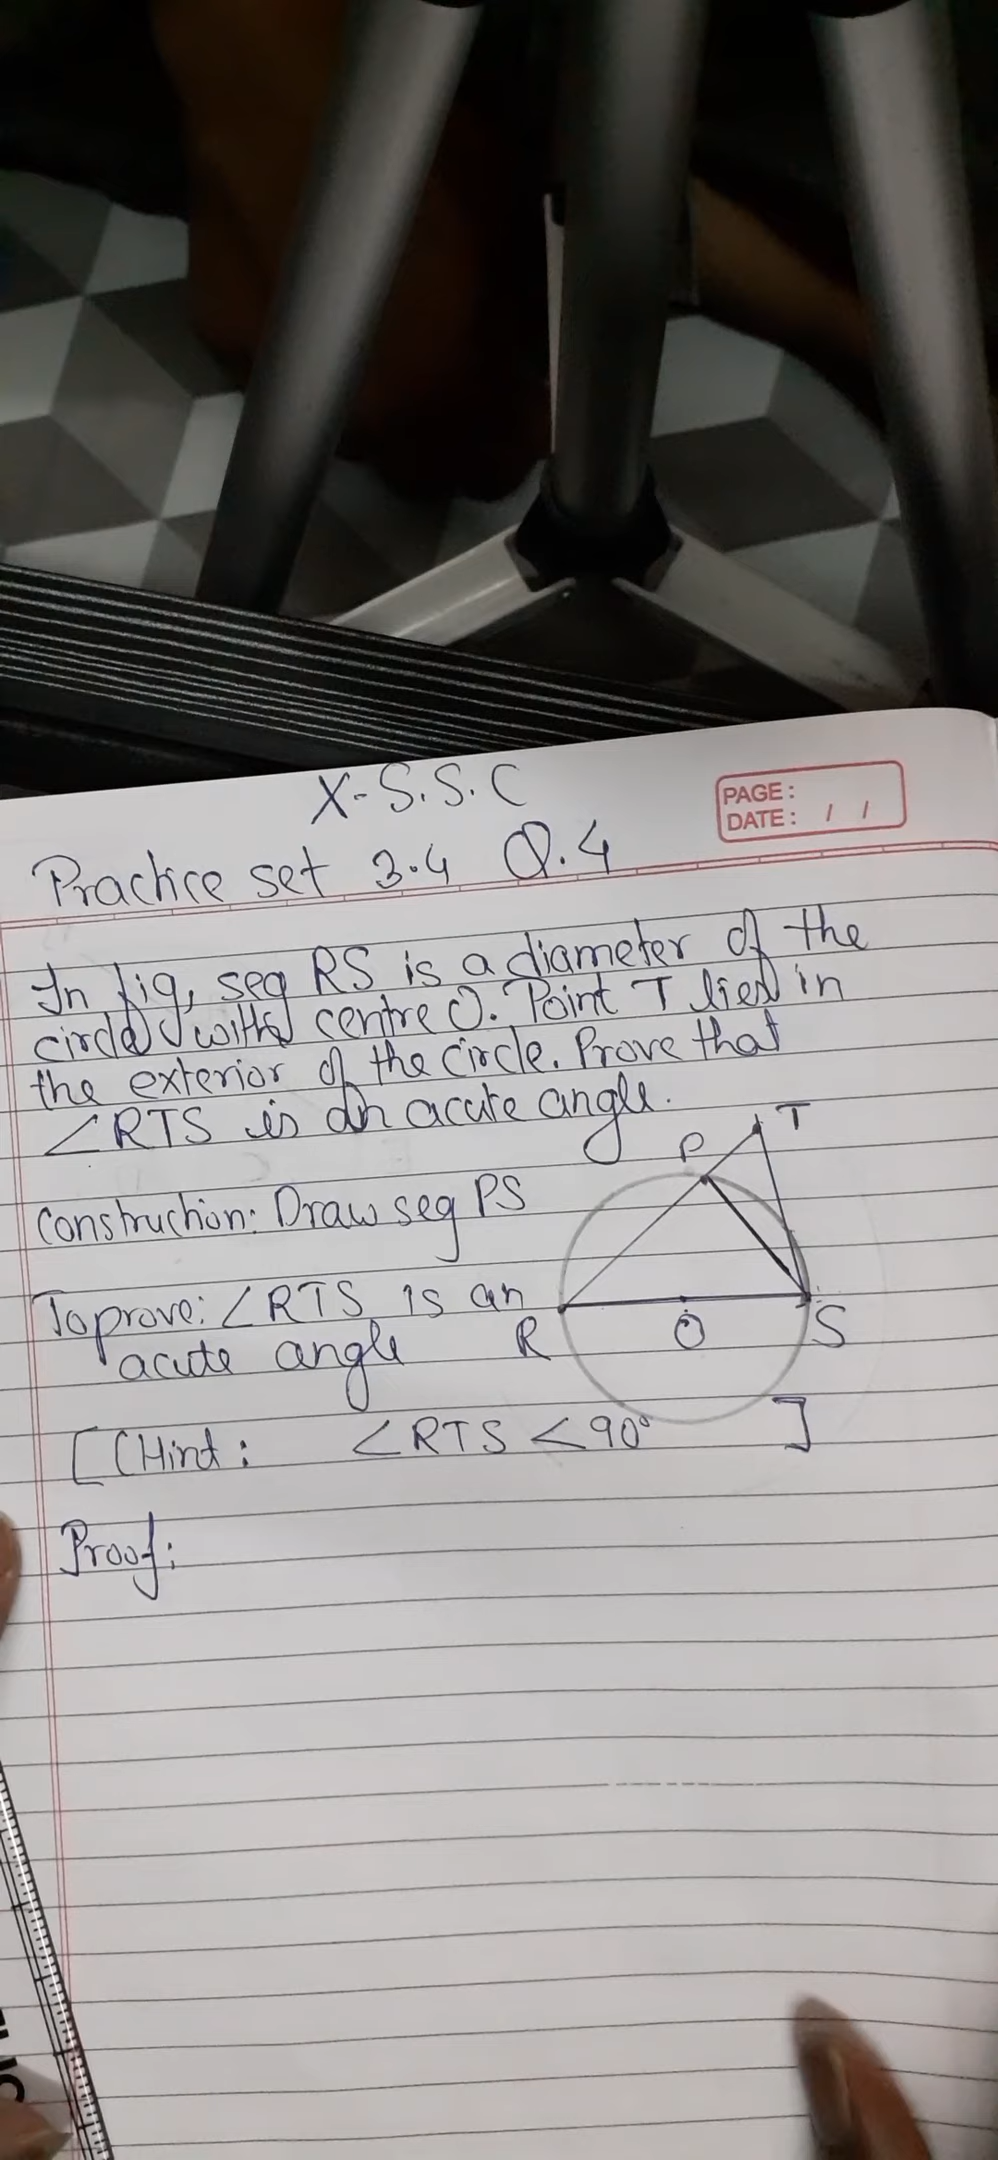 X-S.S.C
PAGE:
DATE: / /
Practice set 3.4 Q.4
In fig, seg RS is a diameter of the
circle with centre O. Point T lies in
the exterior of the circle. Prove that
∠RTS is an acute angle.
T
P
Construction: Draw seg PS
To prove: ∠RTS is an
acute angle
R
O
S
[(Hint: ∠RTS < 90° ]
Proof: